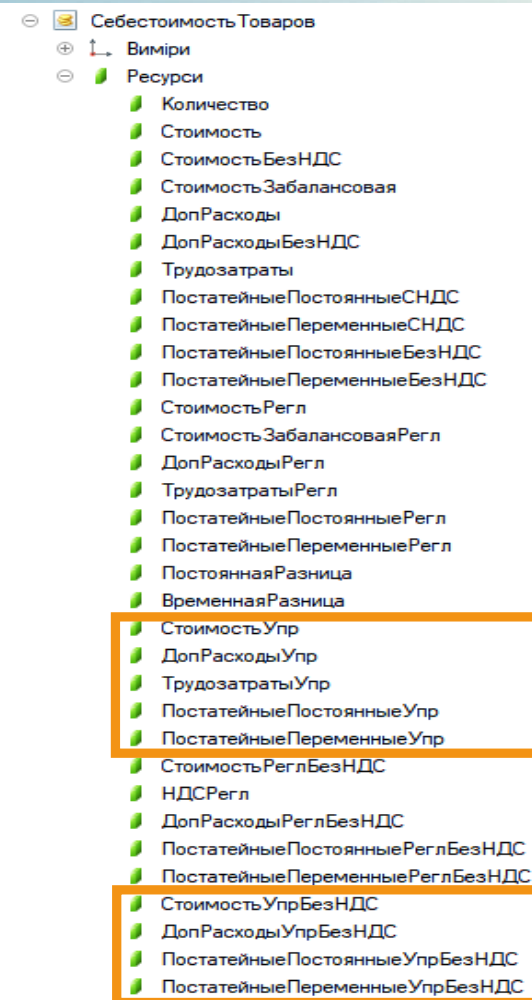 СебестоимостьТоваров
Виміри
Ресурси
Количество
Стоимость
СтоимостьБезНДС
СтоимостьЗабалансовая
ДопРасходы
ДопРасходыБезНДС
Трудозатраты
ПостатейныеПостоянныеСНДС
ПостатейныеПеременныеСНДС
ПостатейныеПостоянныеБезНДС
ПостатейныеПеременныеБезНДС
СтоимостьРегл
СтоимостьЗабалансоваяРегл
ДопРасходыРегл
ТрудозатратыРегл
ПостатейныеПостоянныеРегл
ПостатейныеПеременныеРегл
ПостояннаяРазница
ВременнаяРазница
СтоимостьУпр
ДопРасходыУпр
ТрудозатратыУпр
ПостатейныеПостоянныеУпр
ПостатейныеПеременныеУпр
СтоимостьРеглБезНДС
НДСРегл
ДопРасходыРеглБезНДС
ПостатейныеПостоянныеРеглБезНДС
ПостатейныеПеременныеРеглБезНДС
СтоимостьУпрБезНДС
ДопРасходыУпрБезНДС
ПостатейныеПостоянныеУпрБезНДС
ПостатейныеПеременныеУпрБезНДС